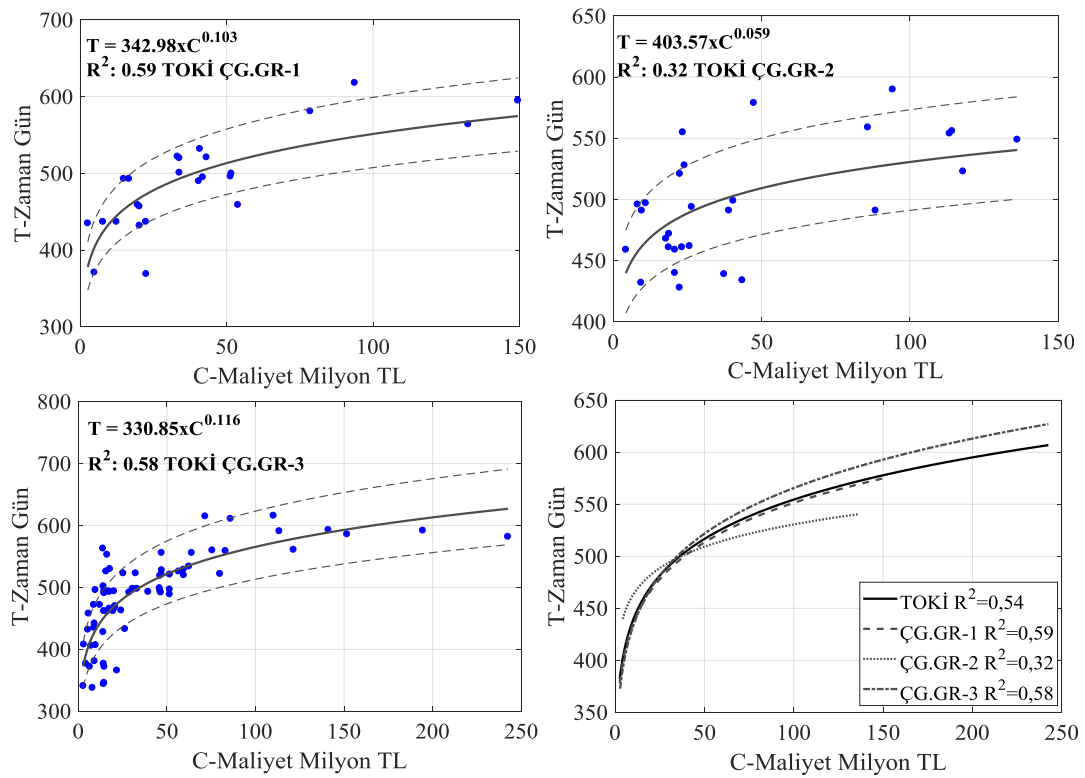 700
600
500
400
300
0
50
100
150
T-Zaman Gün
C-Maliyet Milyon TL
T = 342.98xC^0.103
R^2: 0.59 TOKİ ÇG.GR-1
650
600
550
500
450
400
0
50
100
150
T-Zaman Gün
C-Maliyet Milyon TL
T = 403.57xC^0.059
R^2: 0.32 TOKİ ÇG.GR-2
800
700
600
500
400
300
0
50
100
150
200
250
T-Zaman Gün
C-Maliyet Milyon TL
T = 330.85xC^0.116
R^2: 0.58 TOKİ ÇG.GR-3
650
600
550
500
450
400
350
300
0
50
100
150
200
250
T-Zaman Gün
C-Maliyet Milyon TL
TOKİ R^2=0,54
ÇG.GR-1 R^2=0,59
ÇG.GR-2 R^2=0,32
ÇG.GR-3 R^2=0,58